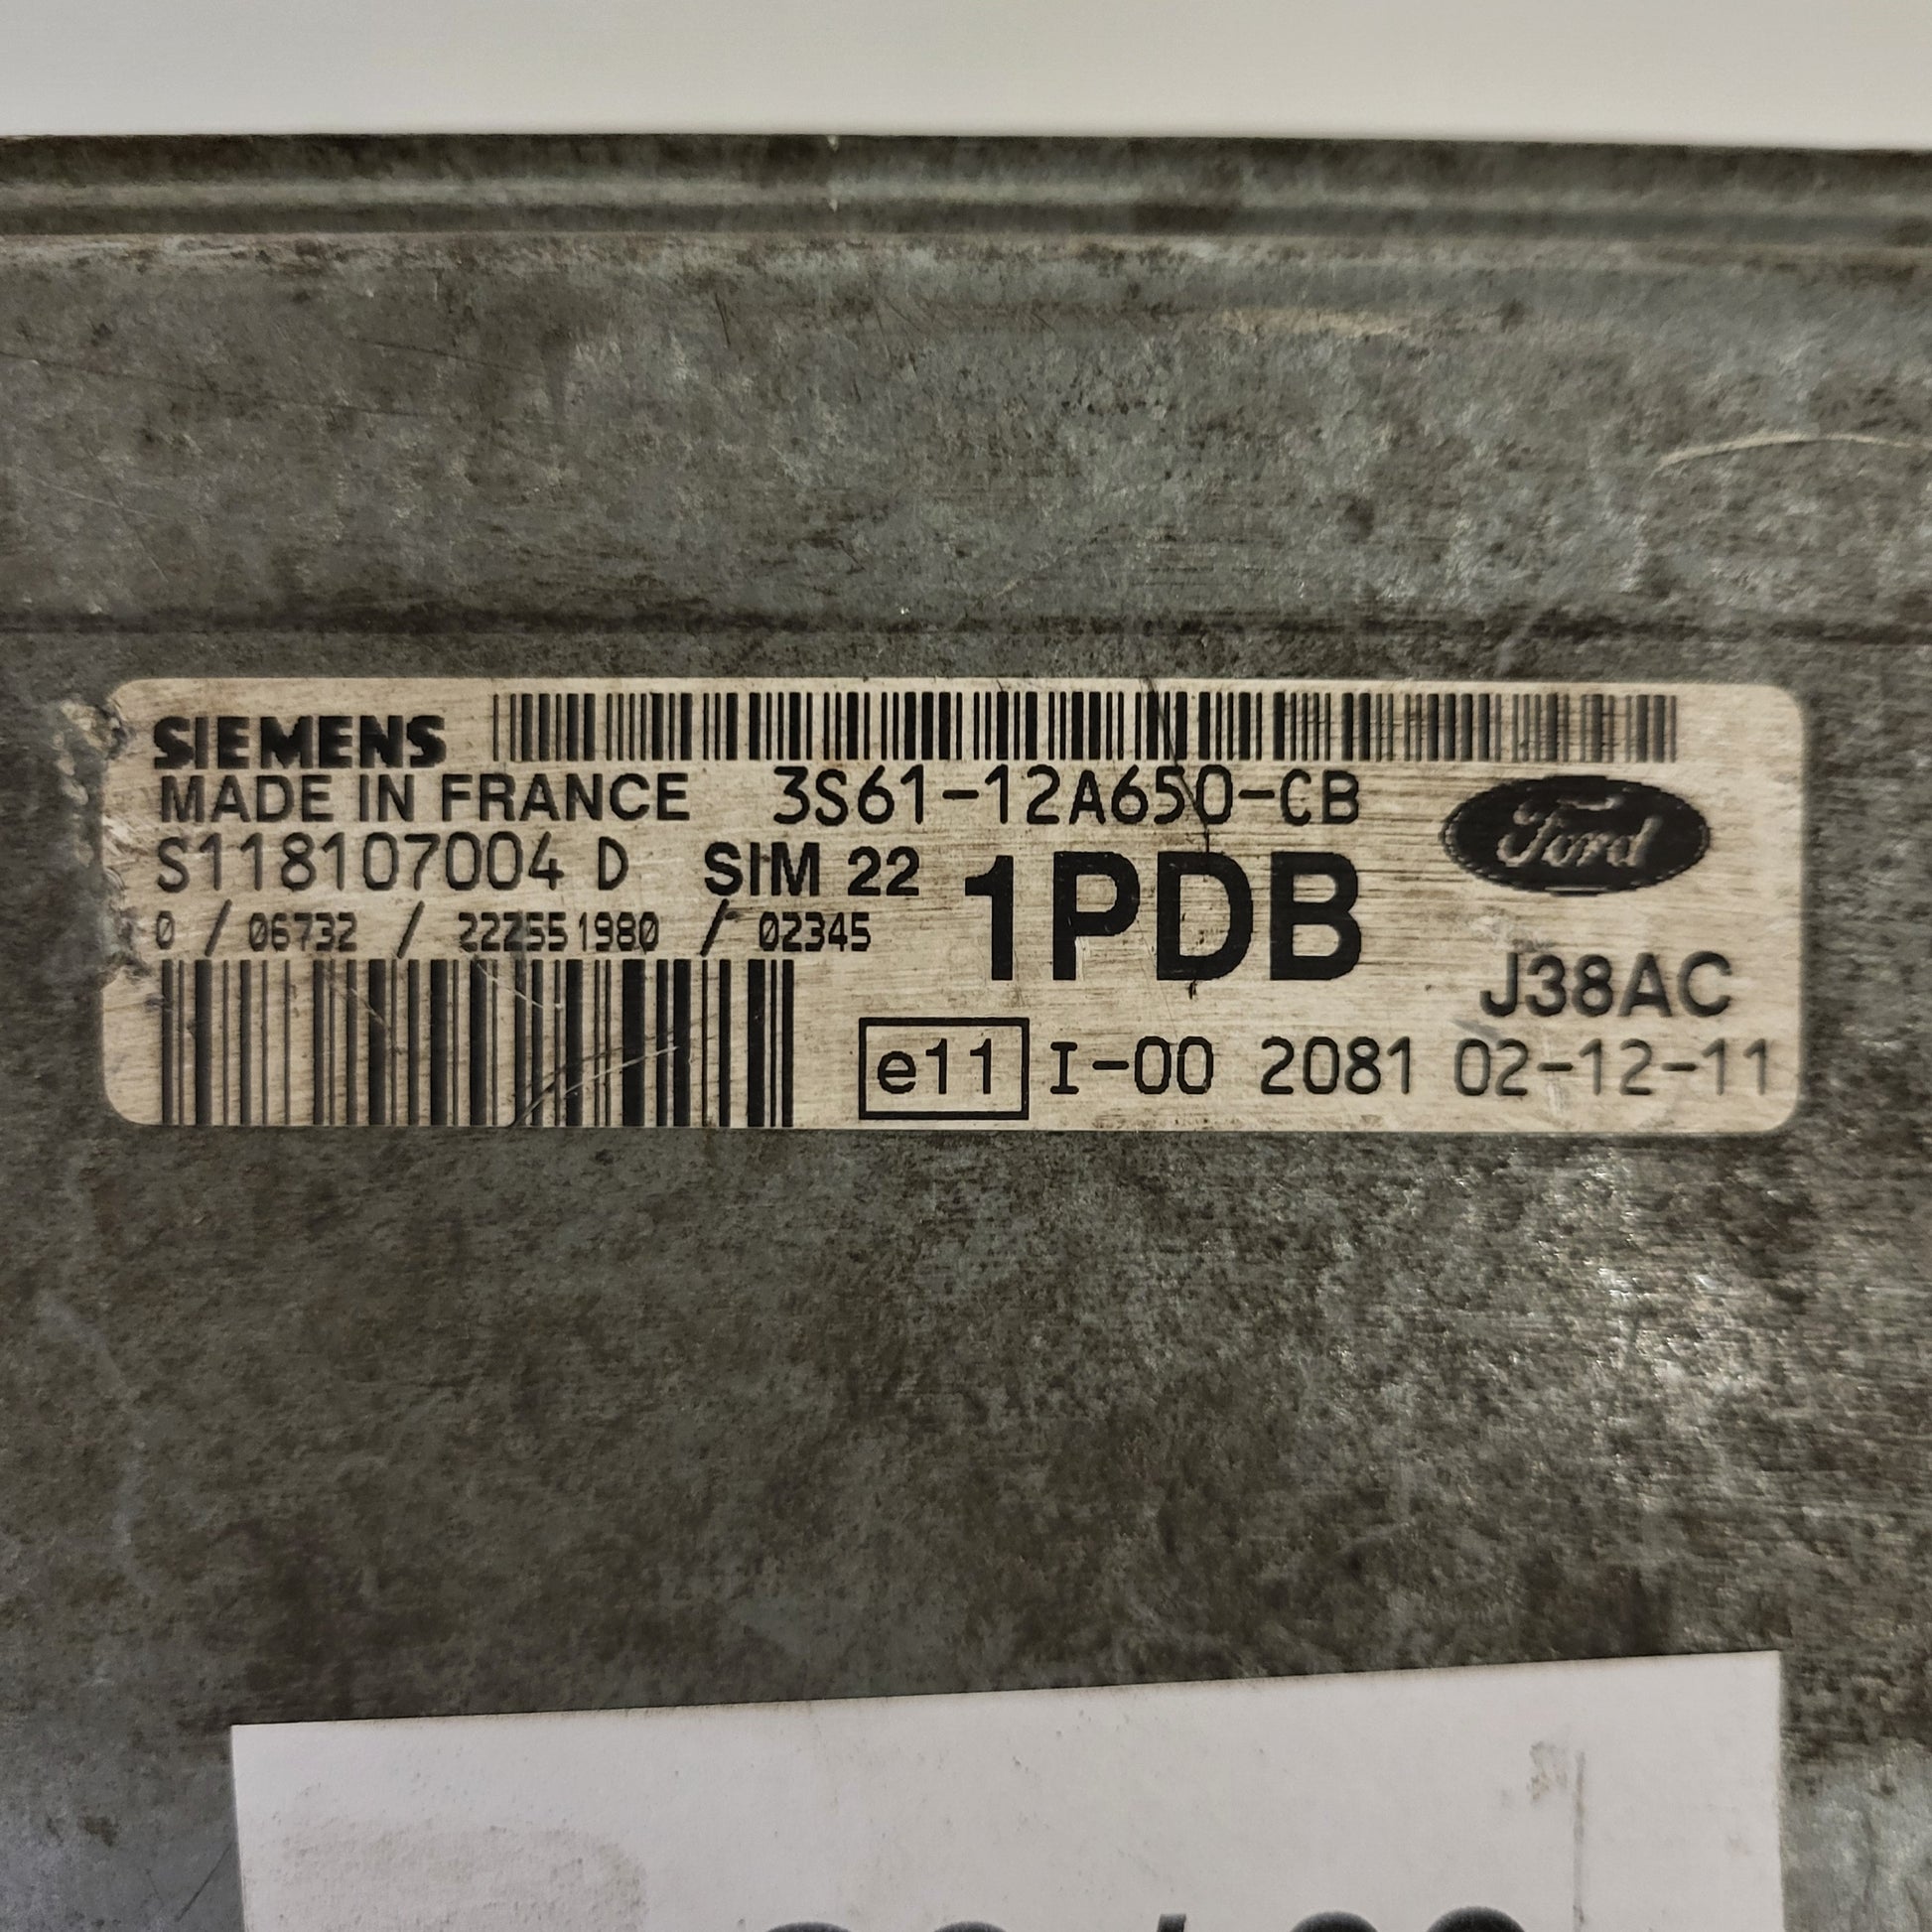 SIEMENS
MADE IN FRANCE 3S61-12A650-CB
Ford
S118107004 D SIM 22 1PDB
0 / 06732 / 22Z551980 / 02345
J38AC
e11 I-00 2081 02-12-11